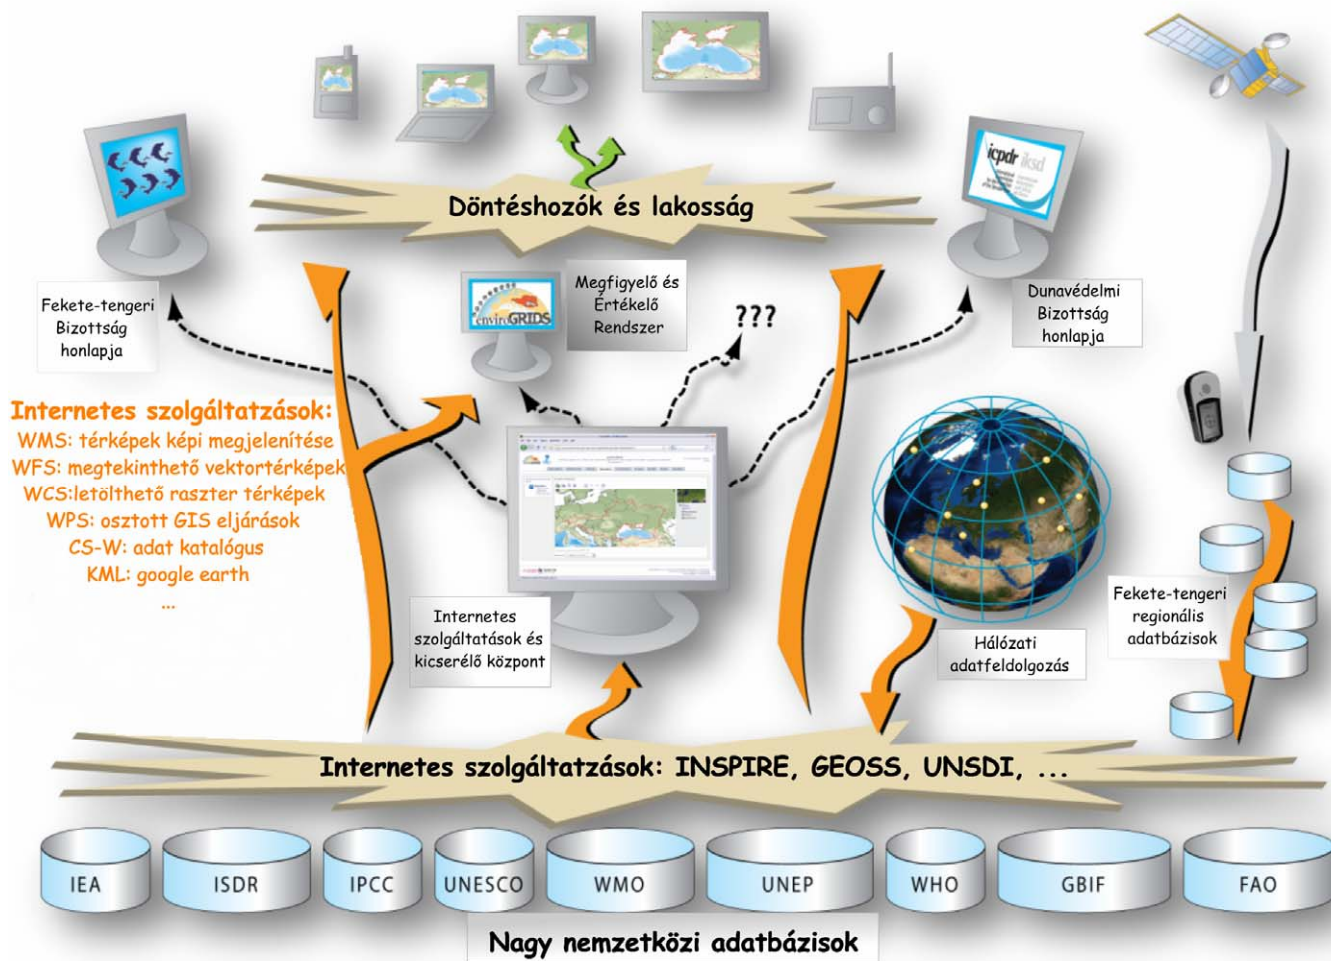 icpdr iksd
Döntéshozók és lakosság
Fekete-tengeri
Bizottság
honlapja
enviroGRIDS
Megfigyelő és
Értékelő
Rendszer
???
Dunavédelmi
Bizottság
honlapja
Internetes szolgáltatzások:
WMS: térképek képi megjelenítése
WFS: megtekinthető vektortérképek
WCS:letölthető raszter térképek
WPS: osztott GIS eljárások
CS-W: adat katalógus
KML: google earth
...
Internetes
szolgáltatások és
kicserélő központ
Hálózati
adatfeldolgozás
Fekete-tengeri
regionális
adatbázisok
Internetes szolgáltatzások: INSPIRE, GEOSS, UNSDI, ...
IEA
ISDR
IPCC
UNESCO
WMO
UNEP
WHO
GBIF
FAO
Nagy nemzetközi adatbázisok